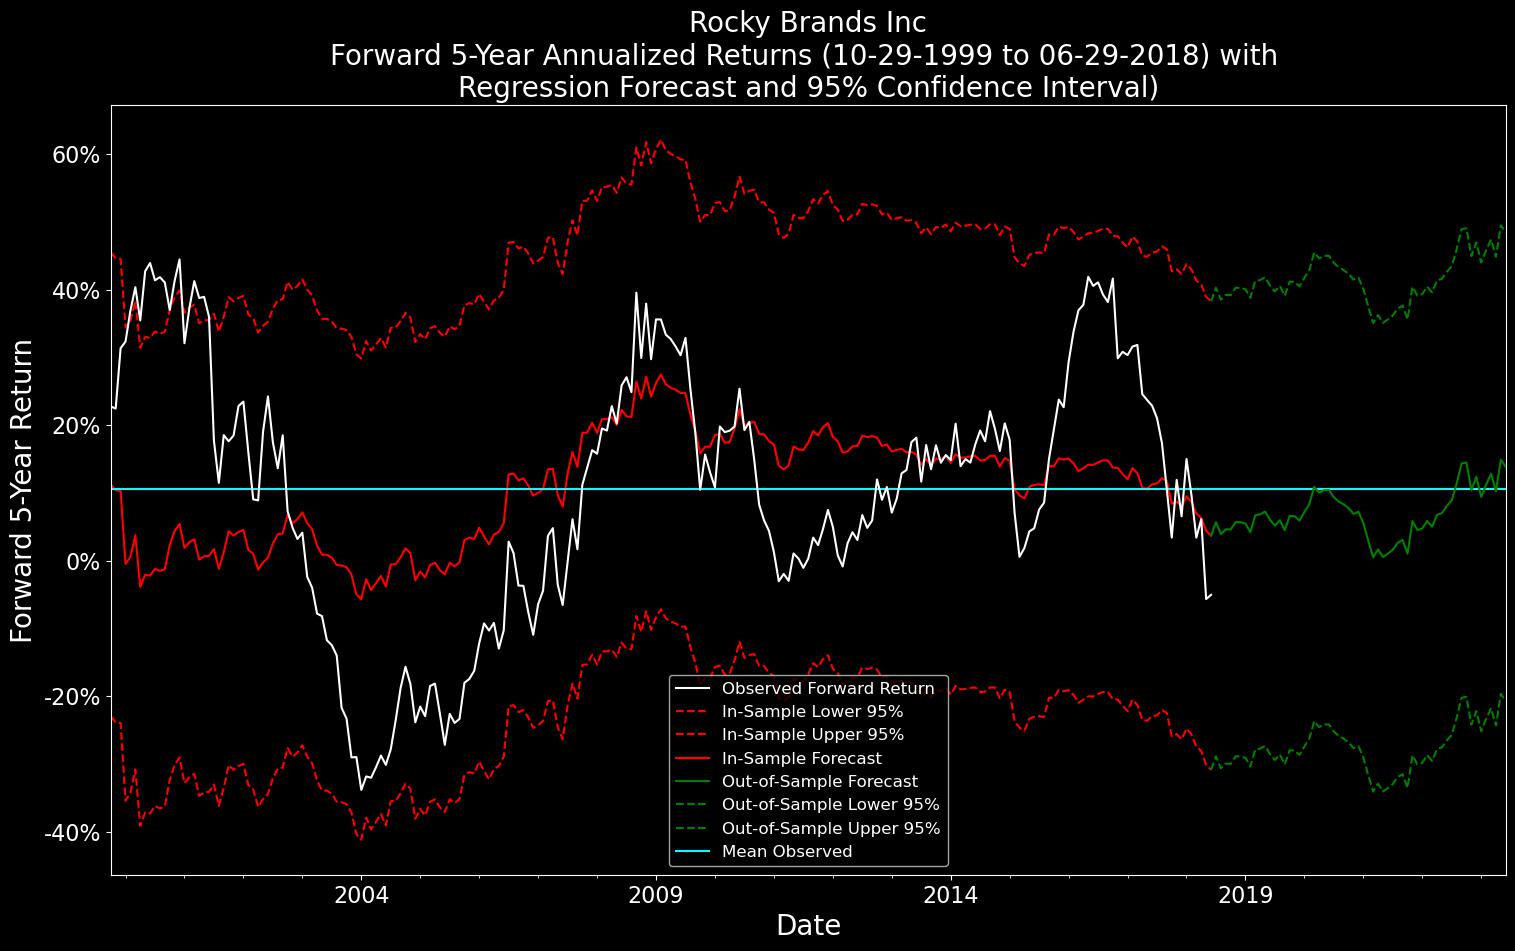 Rocky Brands Inc
Forward 5-Year Annualized Returns (10-29-1999 to 06-29-2018) with
Regression Forecast and 95% Confidence Interval)
60%
40%
20%
0%
-20%
-40%
Forward 5-Year Return
Observed Forward Return
In-Sample Lower 95%
In-Sample Upper 95%
In-Sample Forecast
Out-of-Sample Forecast
Out-of-Sample Lower 95%
Out-of-Sample Upper 95%
Mean Observed
2004 2009 2014 2019
Date